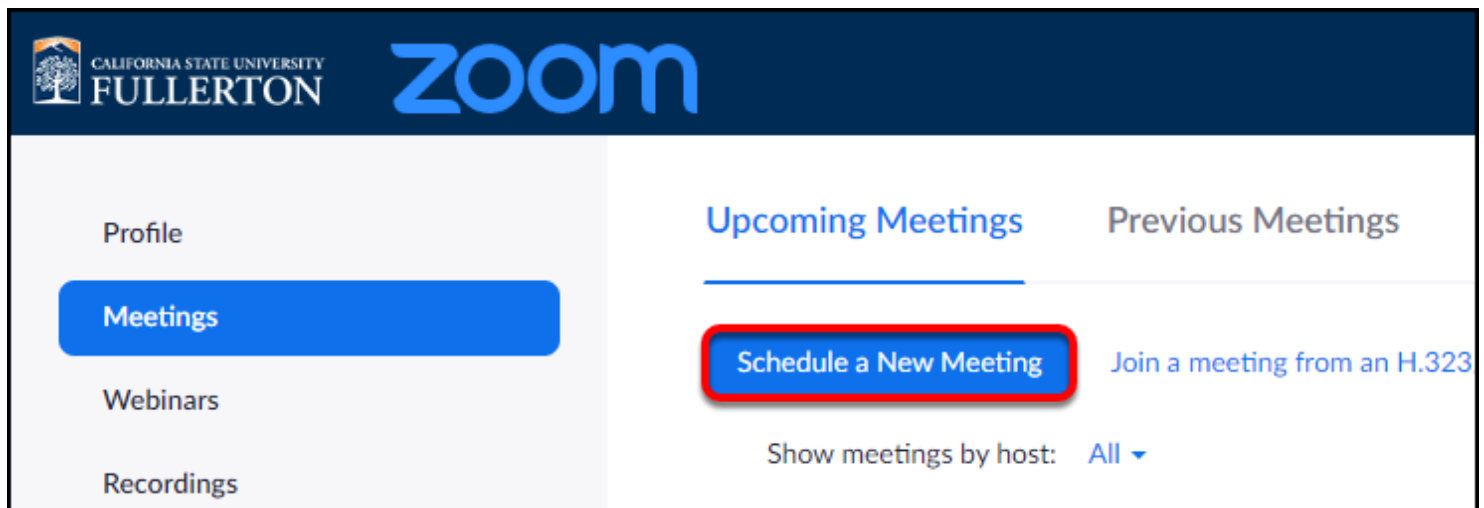 CALIFORNIA STATE UNIVERSITY
FULLERTON
zoom
Profile
Meetings
Webinars
Recordings
Upcoming Meetings
Previous Meetings
Schedule a New Meeting
Join a meeting from an H.323
Show meetings by host: All